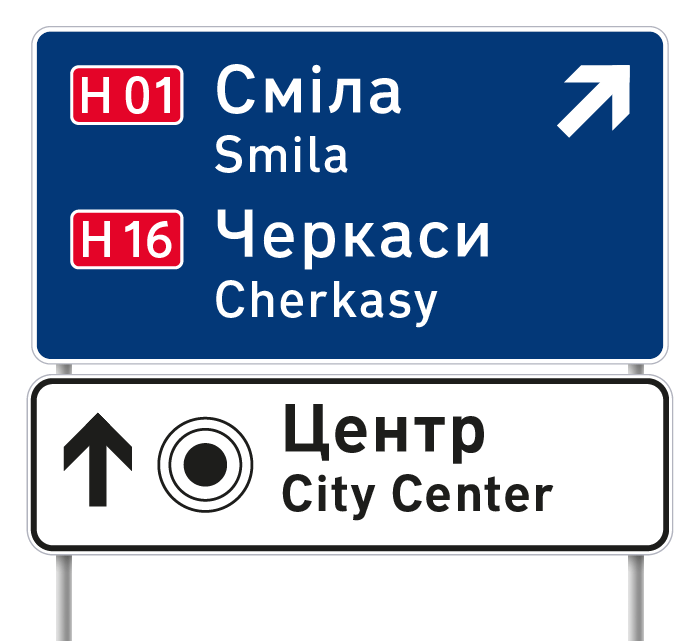 H 01 Сміла
Smila
H 16 Черкаси
Cherkasy
Центр
City Center